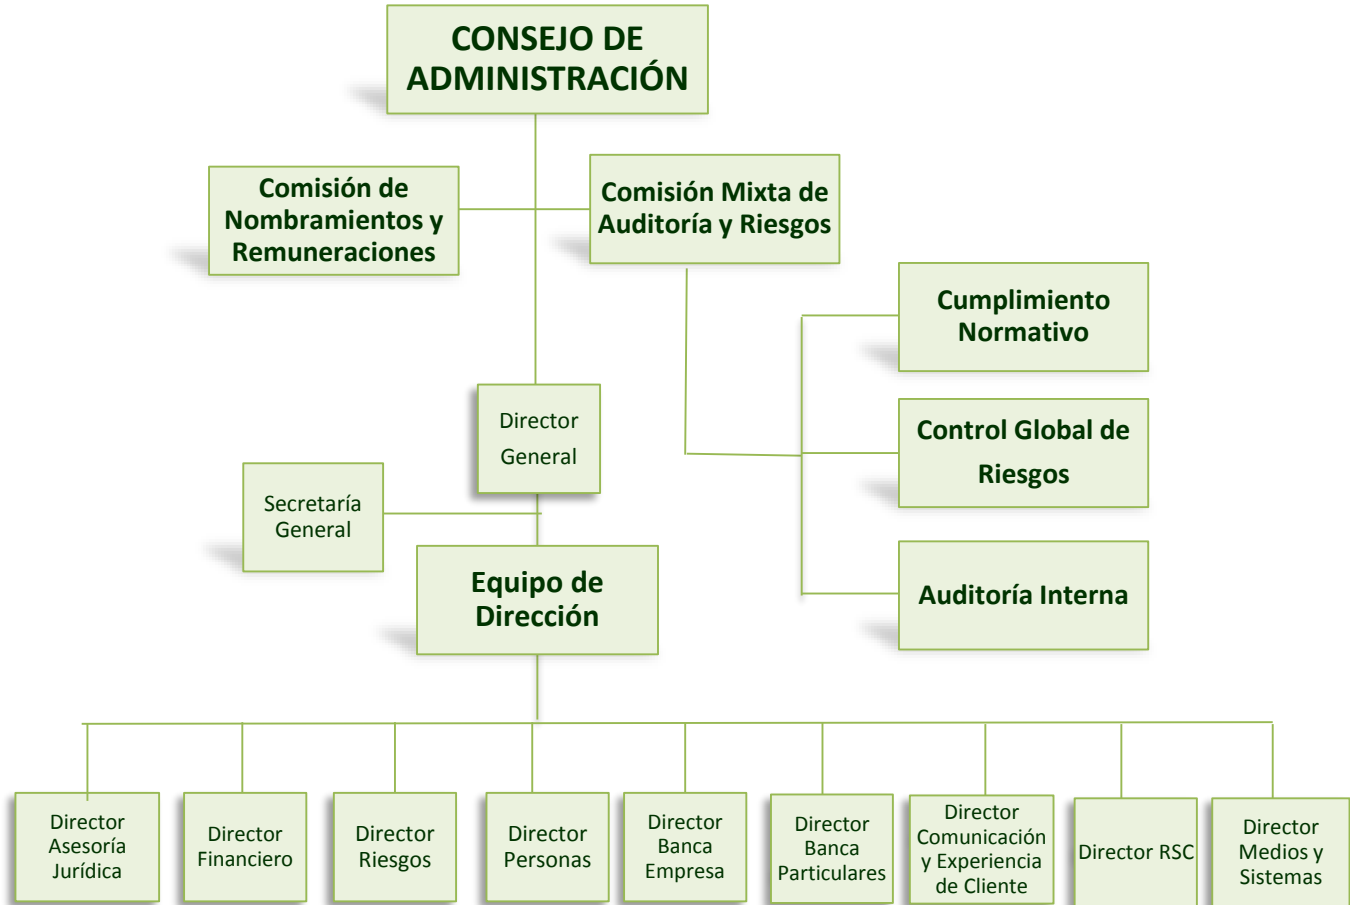 CONSEJO DE
ADMINISTRACIÓN
Comisión de
Nombramientos y
Remuneraciones
Comisión Mixta de
Auditoría y Riesgos
Cumplimiento
Normativo
Control Global de
Riesgos
Auditoría Interna
Director
General
Secretaría
General
Equipo de
Dirección
Director
Asesoría
Jurídica
Director
Financiero
Director
Riesgos
Director
Personas
Director
Banca
Empresa
Director
Banca
Particulares
Director
Comunicación
y Experiencia
de Cliente
Director RSC
Director
Medios y
Sistemas